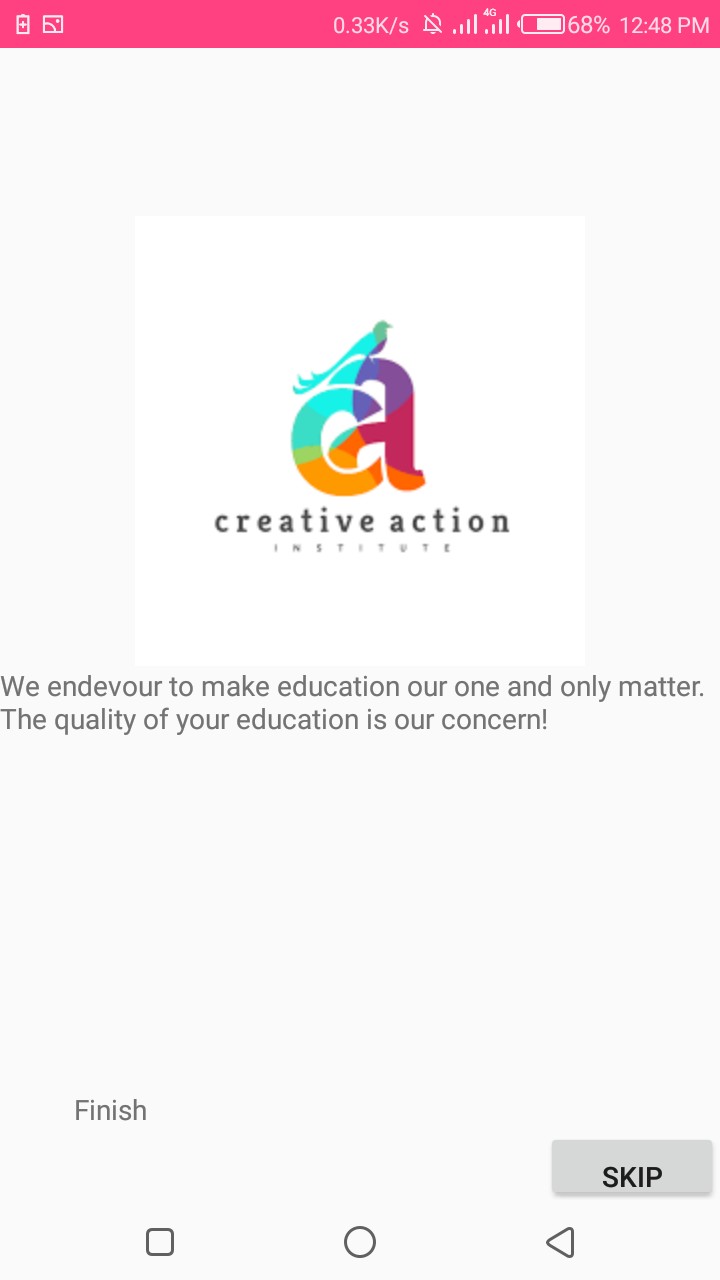 0.33K/s 4G 68% 12:48 PM
creative action
INSTITUTE
We endevour to make education our one and only matter.
The quality of your education is our concern!
Finish
SKIP